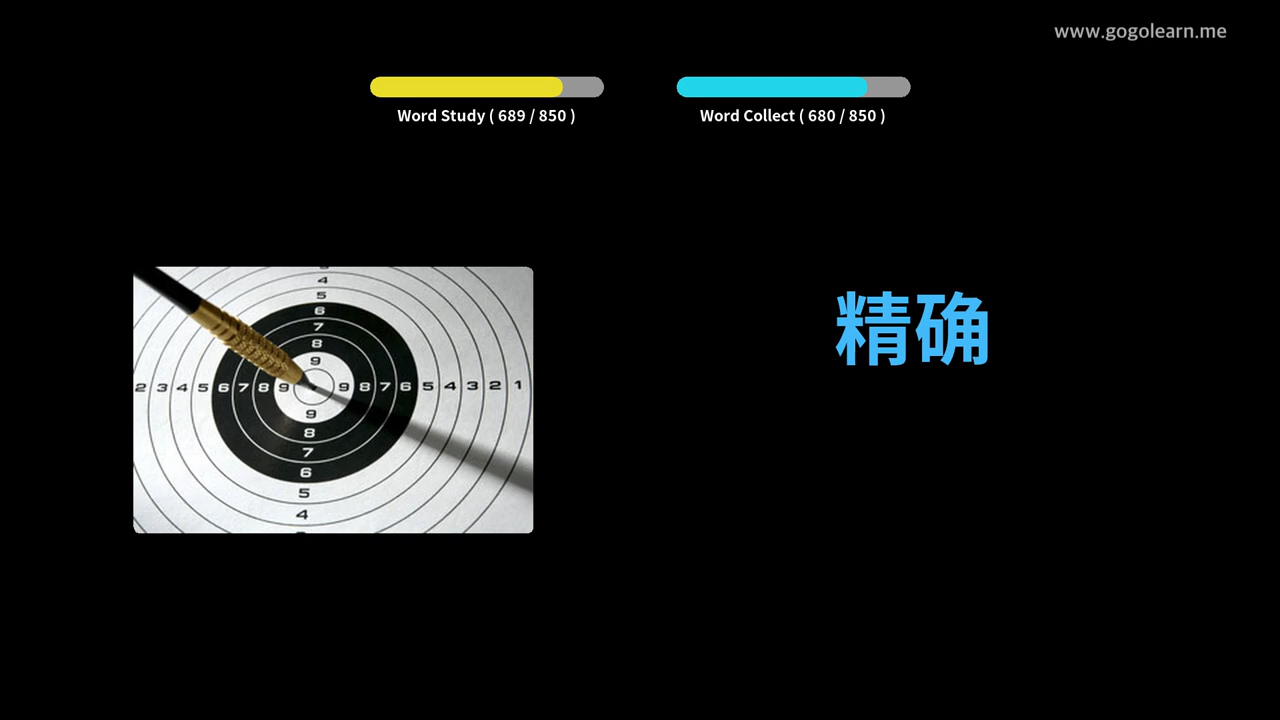 www.gogolearn.me
Word Study ( 689 / 850 )
Word Collect ( 680 / 850 )
精确
4
5
6
7
8
9
2 3 4 5 6 7 8 9 9 8 7 6 5 4 3 2 1
9
8
7
6
5
4